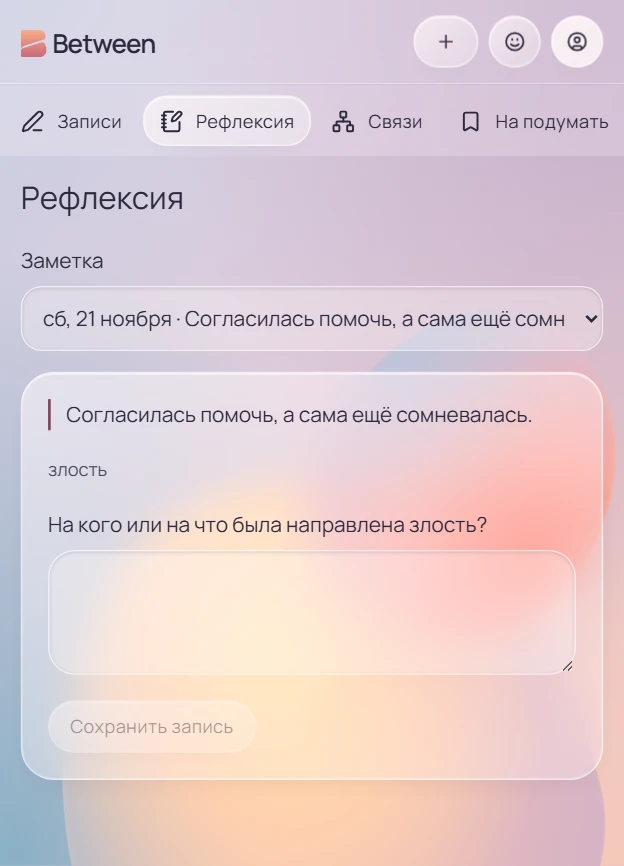 Between
Записи
Рефлексия
Связи
На подумать
Рефлексия
Заметка
сб, 21 ноября · Согласилась помочь, а сама ещё сомн
Согласилась помочь, а сама ещё сомневалась.
злость
На кого или на что была направлена злость?
Сохранить запись